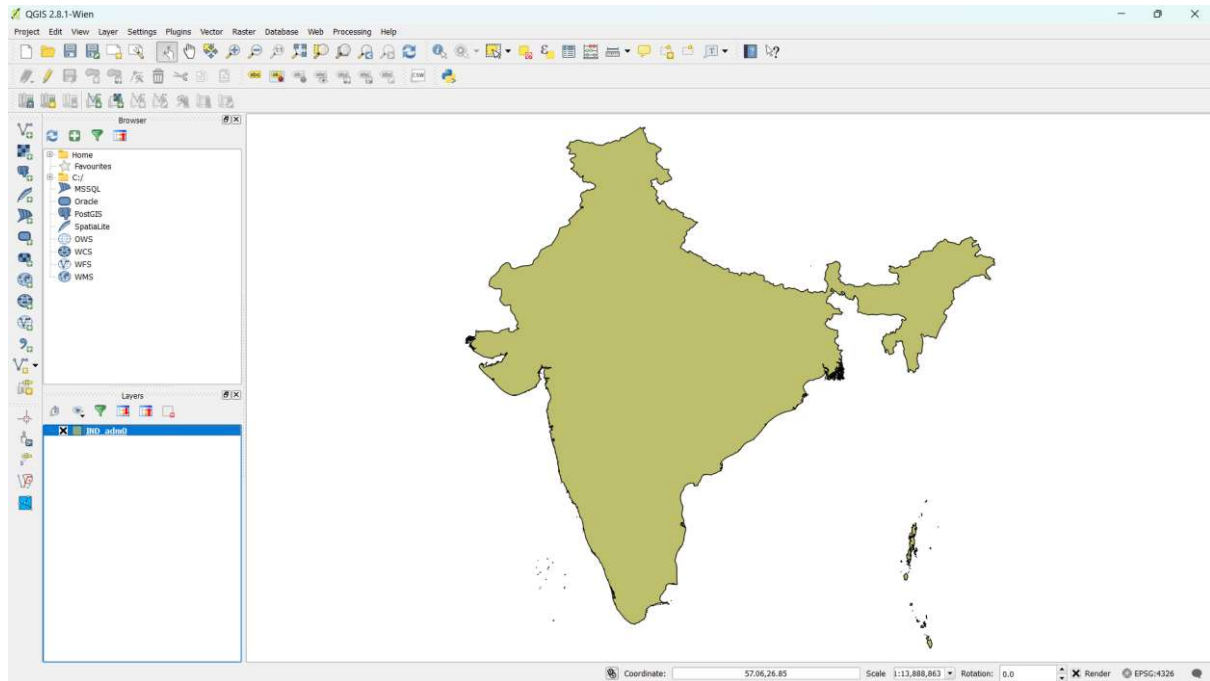 QGIS 2.8.1-Wien
Project Edit View Layer Settings Plugins Vector Raster Database Web Processing Help
CSW
Browser
Home
Favourites
C:/
MSSQL
Oracle
PostGIS
SpatiaLite
OWS
WCS
WFS
WMS
Layers
IND_adm0
Coordinate: 57.06,26.85 Scale 1:13,888,863 Rotation: 0.0 Render EPSG:4326